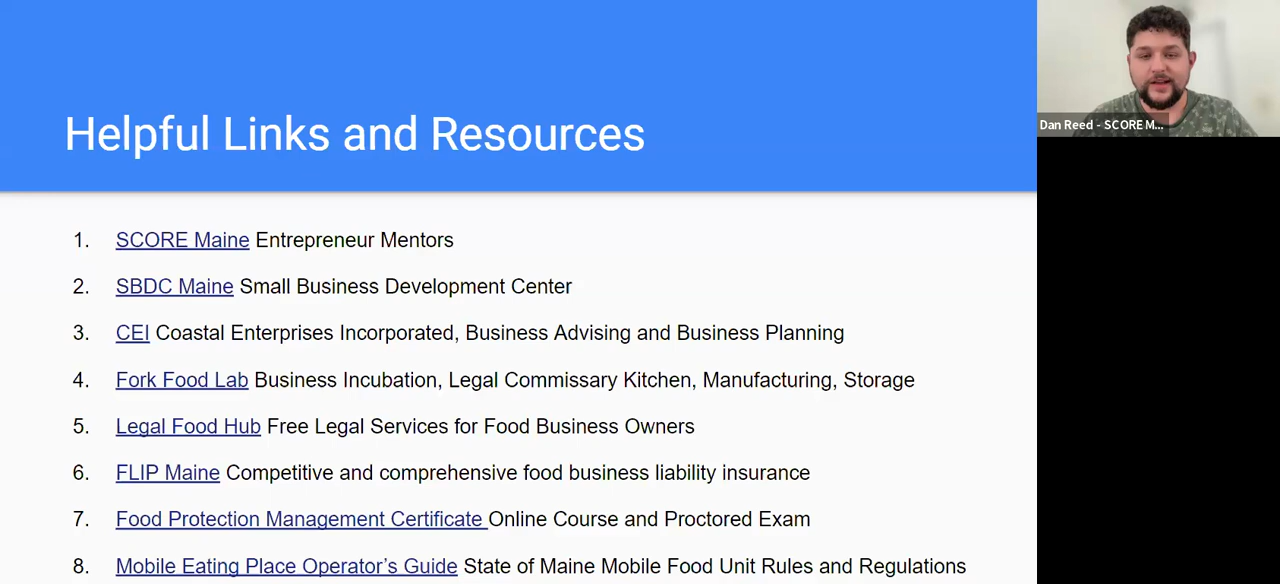 Helpful Links and Resources
Dan Reed - SCORE M...
1. SCORE Maine Entrepreneur Mentors
2. SBDC Maine Small Business Development Center
3. CEI Coastal Enterprises Incorporated, Business Advising and Business Planning
4. Fork Food Lab Business Incubation, Legal Commissary Kitchen, Manufacturing, Storage
5. Legal Food Hub Free Legal Services for Food Business Owners
6. FLIP Maine Competitive and comprehensive food business liability insurance
7. Food Protection Management Certificate Online Course and Proctored Exam
8. Mobile Eating Place Operator’s Guide State of Maine Mobile Food Unit Rules and Regulations